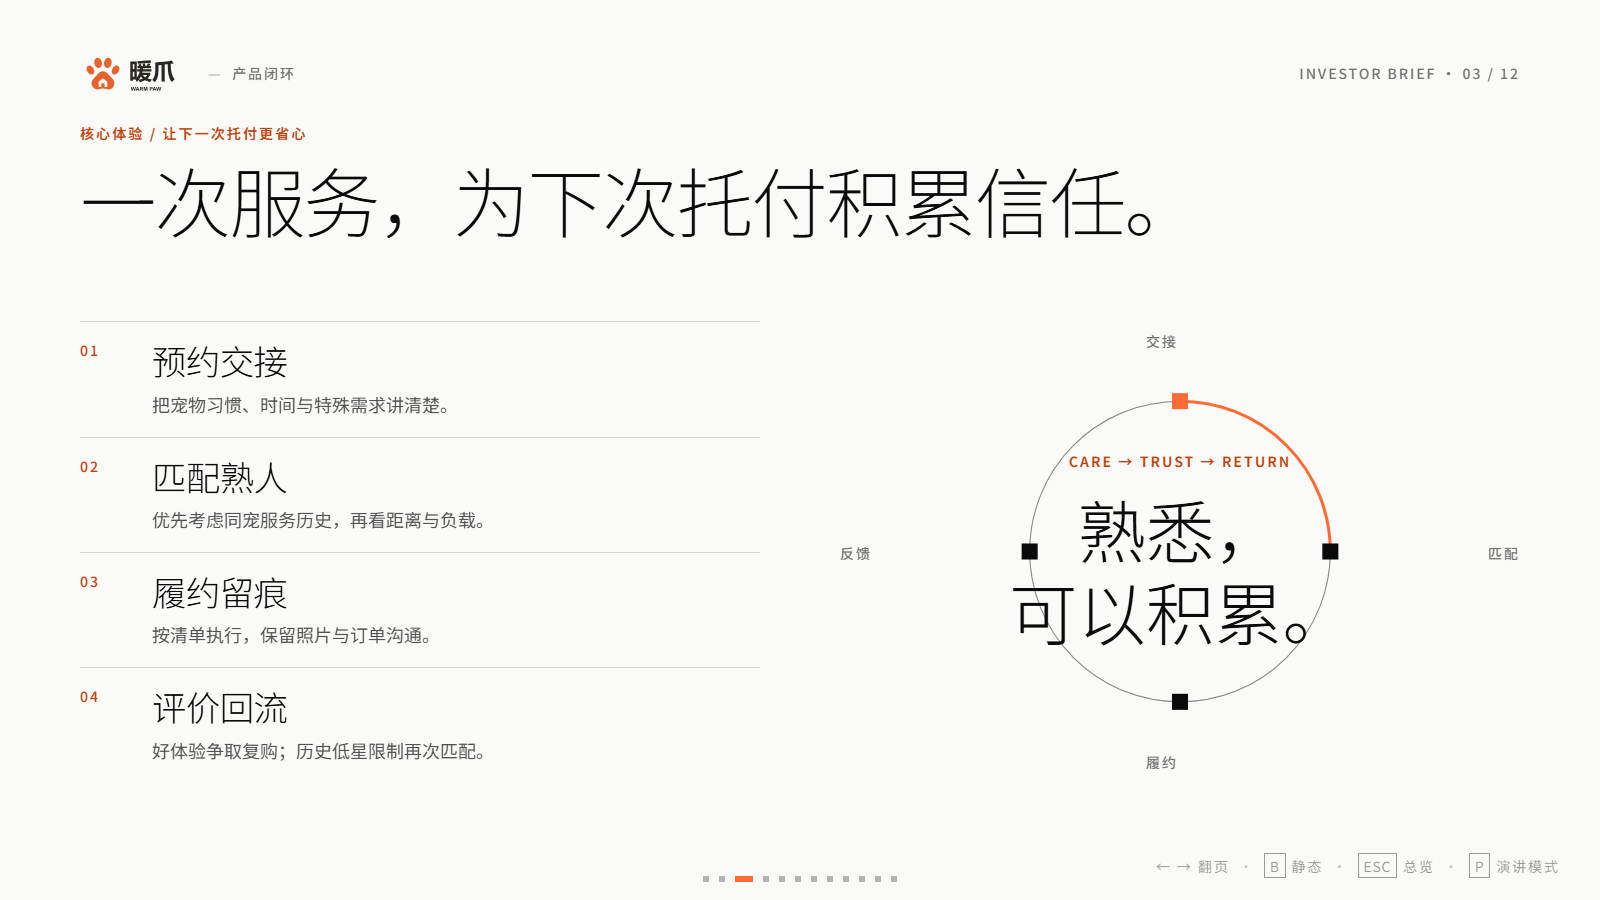 暖爪
WARM PAW
— 产品闭环
INVESTOR BRIEF · 03 / 12
核心体验 / 让下一次托付更省心
一次服务，为下次托付积累信任。
01
预约交接
把宠物习惯、时间与特殊需求讲清楚。
02
匹配熟人
优先考虑同宠服务历史，再看距离与负载。
03
履约留痕
按清单执行，保留照片与订单沟通。
04
评价回流
好体验争取复购；历史低星限制再次匹配。
交接
CARE → TRUST → RETURN
熟悉，
可以积累。
反馈
匹配
履约
← → 翻页 · B 静态 · ESC 总览 · P 演讲模式